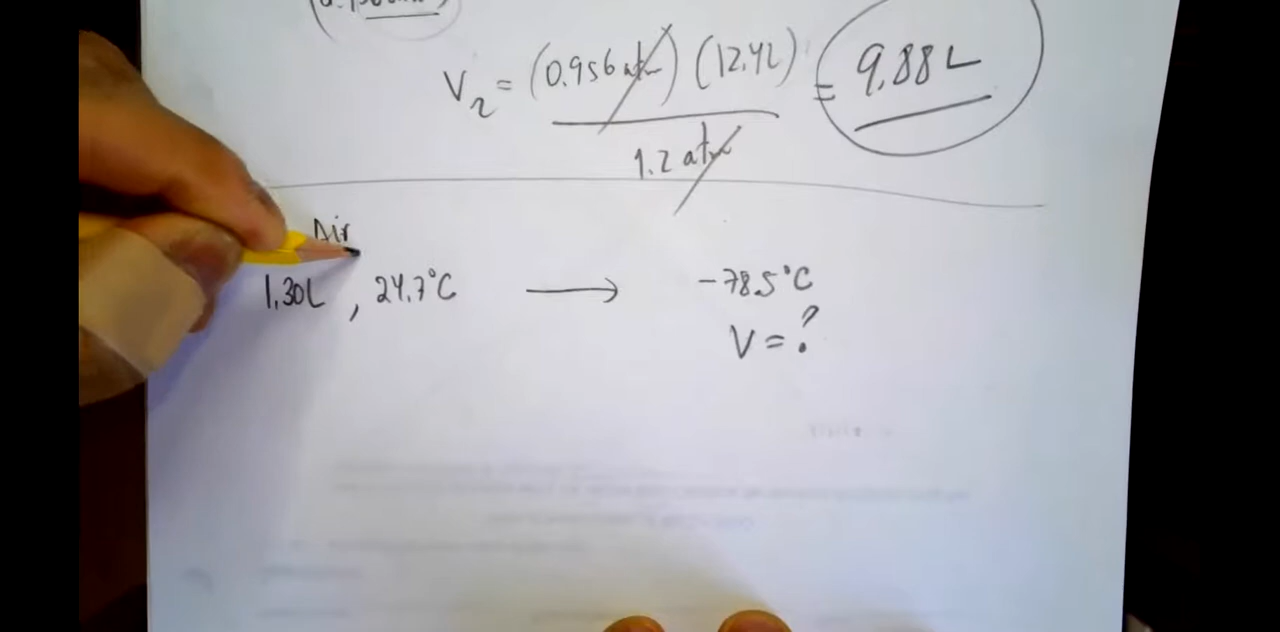 V₂ = (0.956 atm) (12.4L) = 9.88 L
1.2 atm
Air
1.30L , 24.7°C → -78.5°C
V = ?